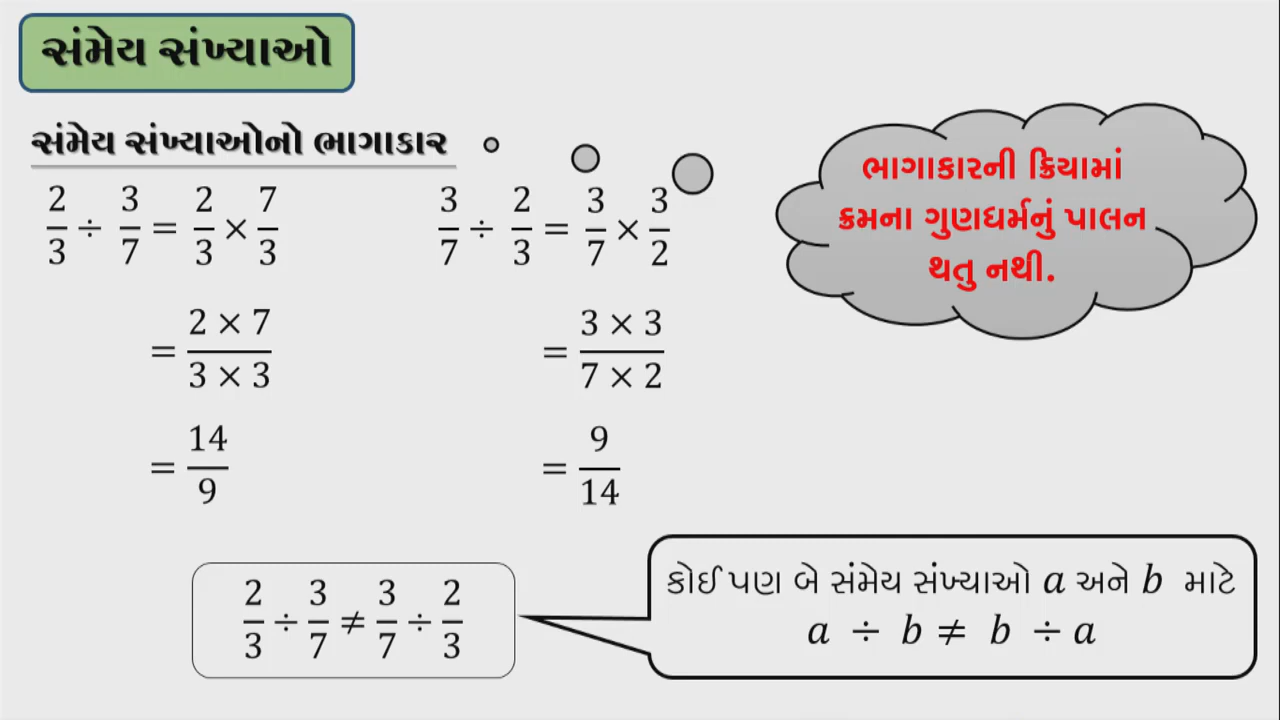 સંમેય સંખ્યાઓ
સંમેય સંખ્યાઓનો ભાગાકાર
2/3 ÷ 3/7 = 2/3 × 7/3
= (2 × 7)/(3 × 3)
= 14/9
3/7 ÷ 2/3 = 3/7 × 3/2
= (3 × 3)/(7 × 2)
= 9/14
ભાગાકારની ક્રિયામાં
ક્રમના ગુણધર્મનું પાલન
થતુ નથી.
2/3 ÷ 3/7 ≠ 3/7 ÷ 2/3
કોઈ પણ બે સંમેય સંખ્યાઓ a અને b માટે
a ÷ b ≠ b ÷ a